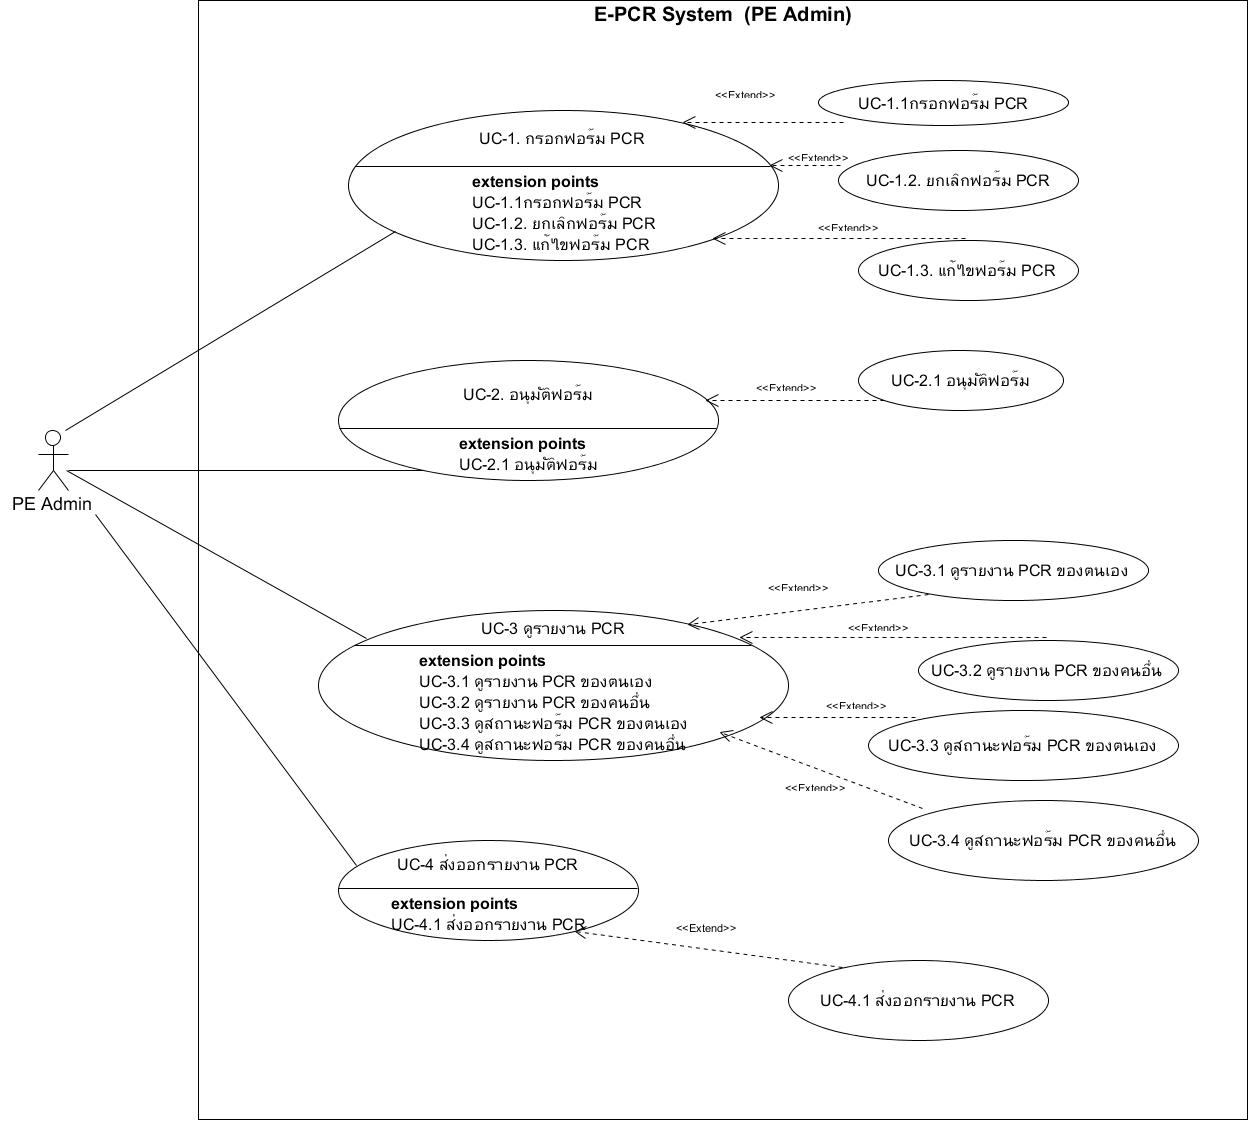 E-PCR System  (PE Admin)
<<Extend>>
UC-1.1กรอกฟอร์ม PCR
UC-1. กรอกฟอร์ม PCR
<<Extend>>
UC-1.2. ยกเลิกฟอร์ม PCR
extension points
UC-1.1กรอกฟอร์ม PCR
UC-1.2. ยกเลิกฟอร์ม PCR
UC-1.3. แก้ไขฟอร์ม PCR
<<Extend>>
UC-1.3. แก้ไขฟอร์ม PCR
UC-2. อนุมัติฟอร์ม
<<Extend>>
UC-2.1 อนุมัติฟอร์ม
extension points
UC-2.1 อนุมัติฟอร์ม
PE Admin
<<Extend>>
UC-3.1 ดูรายงาน PCR ของตนเอง
UC-3 ดูรายงาน PCR
<<Extend>>
UC-3.2 ดูรายงาน PCR ของคนอื่น
extension points
UC-3.1 ดูรายงาน PCR ของตนเอง
UC-3.2 ดูรายงาน PCR ของคนอื่น
UC-3.3 ดูสถานะฟอร์ม PCR ของตนเอง
UC-3.4 ดูสถานะฟอร์ม PCR ของคนอื่น
<<Extend>>
UC-3.3 ดูสถานะฟอร์ม PCR ของตนเอง
<<Extend>>
UC-3.4 ดูสถานะฟอร์ม PCR ของคนอื่น
UC-4 ส่งออกรายงาน PCR
extension points
UC-4.1 ส่งออกรายงาน PCR
<<Extend>>
UC-4.1 ส่งออกรายงาน PCR